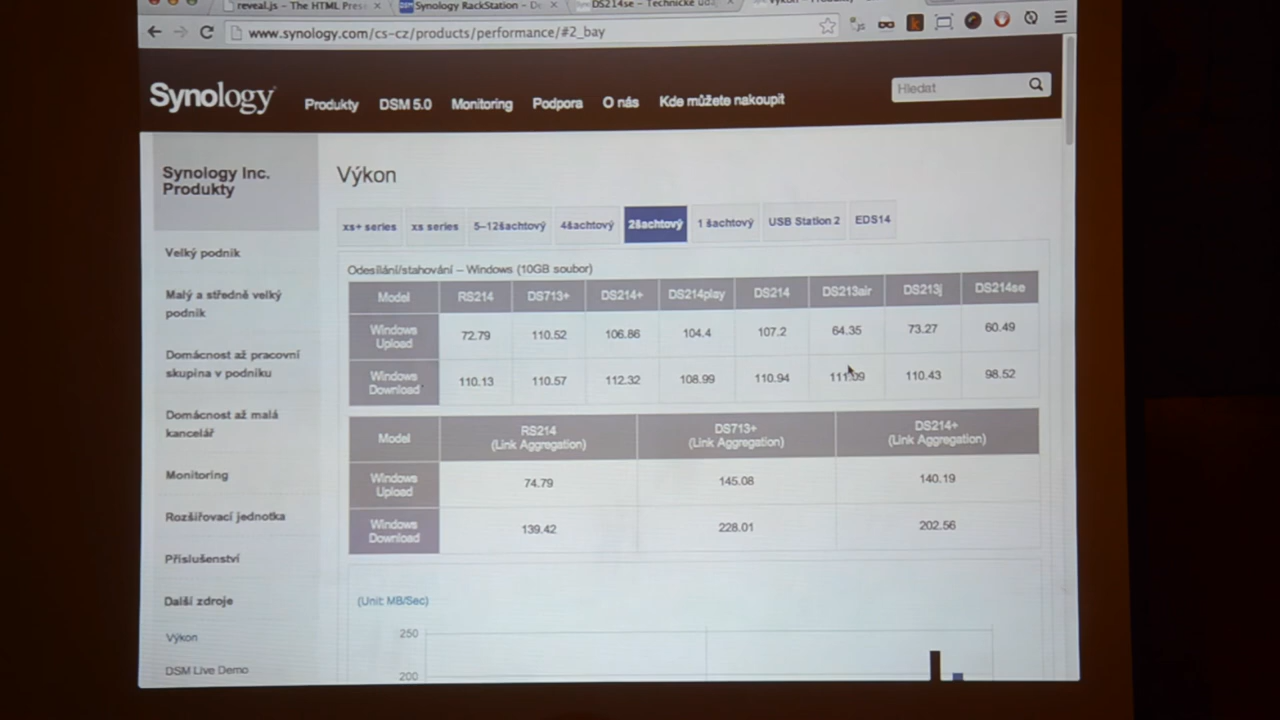 reveal.js – The HTML Pres
Synology RackStation - D
DS214se – Technické úd
www.synology.com/cs-cz/products/performance/#2_bay
Synology
Produkty DSM 5.0 Monitoring Podpora O nás Kde můžete nakoupit
Hledat
Synology Inc.
Produkty
Velký podnik
Malý a středně velký
podnik
Domácnost až pracovní
skupina v podniku
Domácnost až malá
kancelář
Monitoring
Rozšiřovací jednotka
Příslušenství
Další zdroje
Výkon
DSM Live Demo
Výkon
xs+ series xs series 5–12šachtový 4šachtový 2šachtový 1 šachtový USB Station 2 EDS14
Odesílání/stahování – Windows (10GB soubor)
Model RS214 DS713+ DS214+ DS214play DS214 DS213air DS213j DS214se
Windows
Upload 72.79 110.52 106.86 104.4 107.2 64.35 73.27 60.49
Windows
Download 110.13 110.57 112.32 108.99 110.94 111.09 110.43 98.52
Model RS214 (Link Aggregation) DS713+ (Link Aggregation) DS214+ (Link Aggregation)
Windows
Upload 74.79 145.08 140.19
Windows
Download 139.42 228.01 202.56
(Unit: MB/Sec)
250
200